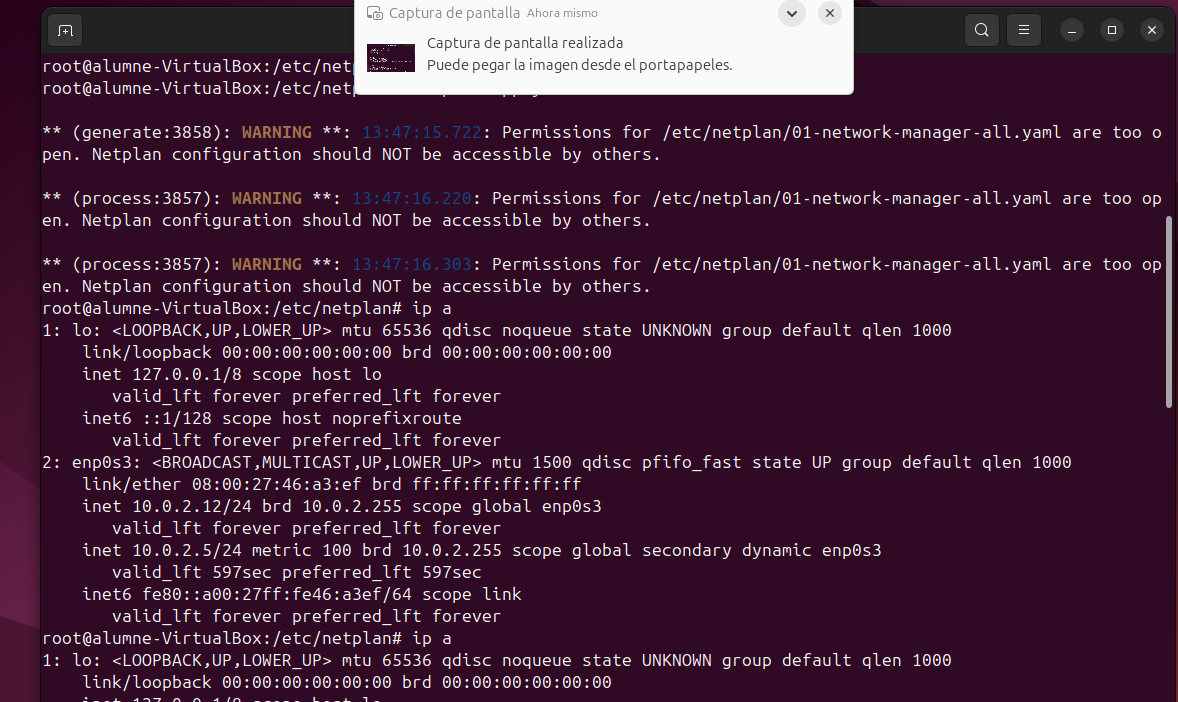 Captura de pantalla Ahora mismo
Captura de pantalla realizada
Puede pegar la imagen desde el portapapeles.
root@alumne-VirtualBox:/etc/net
root@alumne-VirtualBox:/etc/net
** (generate:3858): WARNING **: 13:47:15.722: Permissions for /etc/netplan/01-network-manager-all.yaml are too o
pen. Netplan configuration should NOT be accessible by others.
** (process:3857): WARNING **: 13:47:16.220: Permissions for /etc/netplan/01-network-manager-all.yaml are too op
en. Netplan configuration should NOT be accessible by others.
** (process:3857): WARNING **: 13:47:16.303: Permissions for /etc/netplan/01-network-manager-all.yaml are too op
en. Netplan configuration should NOT be accessible by others.
root@alumne-VirtualBox:/etc/netplan# ip a
1: lo: <LOOPBACK,UP,LOWER_UP> mtu 65536 qdisc noqueue state UNKNOWN group default qlen 1000
    link/loopback 00:00:00:00:00:00 brd 00:00:00:00:00:00
    inet 127.0.0.1/8 scope host lo
       valid_lft forever preferred_lft forever
    inet6 ::1/128 scope host noprefixroute
       valid_lft forever preferred_lft forever
2: enp0s3: <BROADCAST,MULTICAST,UP,LOWER_UP> mtu 1500 qdisc pfifo_fast state UP group default qlen 1000
    link/ether 08:00:27:46:a3:ef brd ff:ff:ff:ff:ff:ff
    inet 10.0.2.12/24 brd 10.0.2.255 scope global enp0s3
       valid_lft forever preferred_lft forever
    inet 10.0.2.5/24 metric 100 brd 10.0.2.255 scope global secondary dynamic enp0s3
       valid_lft 597sec preferred_lft 597sec
    inet6 fe80::a00:27ff:fe46:a3ef/64 scope link
       valid_lft forever preferred_lft forever
root@alumne-VirtualBox:/etc/netplan# ip a
1: lo: <LOOPBACK,UP,LOWER_UP> mtu 65536 qdisc noqueue state UNKNOWN group default qlen 1000
    link/loopback 00:00:00:00:00:00 brd 00:00:00:00:00:00